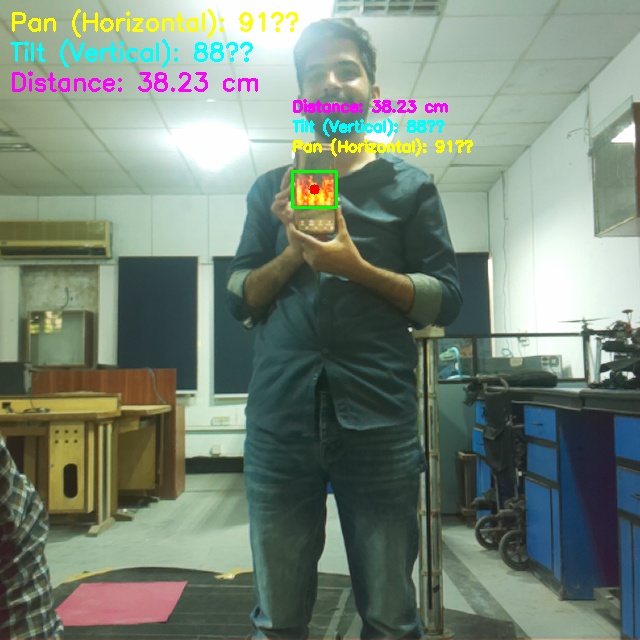 Pan (Horizontal): 91??
Tilt (Vertical): 88??
Distance: 38.23 cm
Distance: 38.23 cm
Tilt (Vertical): 88??
Pan (Horizontal): 91??